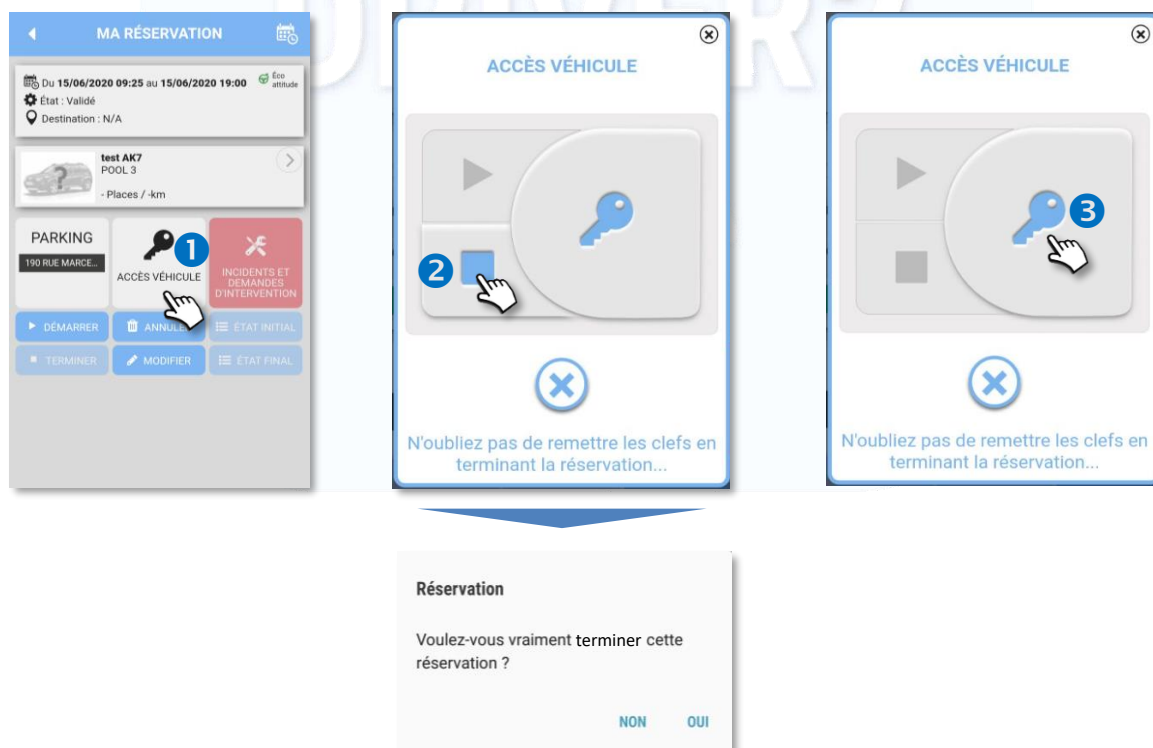 MA RÉSERVATION
Du 15/06/2020 09:25 au 15/06/2020 19:00
Éco
attitude
État : Validé
Destination : N/A
test AK7
POOL 3
- Places / -km
PARKING
190 RUE MARCE...
1
ACCÈS VÉHICULE
INCIDENTS ET
DEMANDES
D'INTERVENTION
DÉMARRER
ANNULER
ÉTAT INITIAL
TERMINER
MODIFIER
ÉTAT FINAL
ACCÈS VÉHICULE
2
N'oubliez pas de remettre les clefs en
terminant la réservation...
ACCÈS VÉHICULE
3
N'oubliez pas de remettre les clefs en
terminant la réservation...
Réservation
Voulez-vous vraiment terminer cette
réservation ?
NON OUI